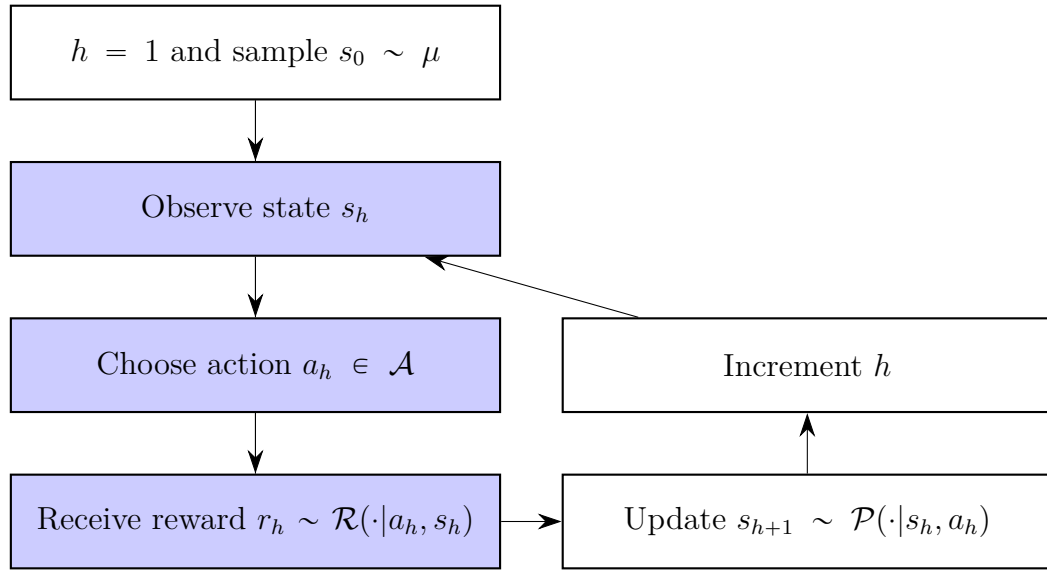 h = 1 and sample s₀ ∼ μ
Observe state sₕ
Choose action aₕ ∈ 𝒜
Increment h
Receive reward rₕ ∼ ℛ(·|aₕ, sₕ)
Update sₕ₊₁ ∼ 𝒫(·|sₕ, aₕ)